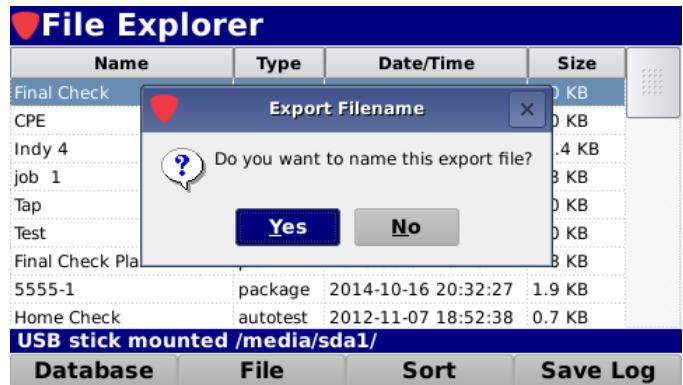 File Explorer
Name Type Date/Time Size
Final Check KB
CPE KB
Indy 4 .4 KB
job 1 KB
Tap KB
Test KB
Final Check Pla KB
5555-1 package 2014-10-16 20:32:27 1.9 KB
Home Check autotest 2012-11-07 18:52:38 0.7 KB
Export Filename
Do you want to name this export file?
Yes No
USB stick mounted /media/sda1/
Database File Sort Save Log